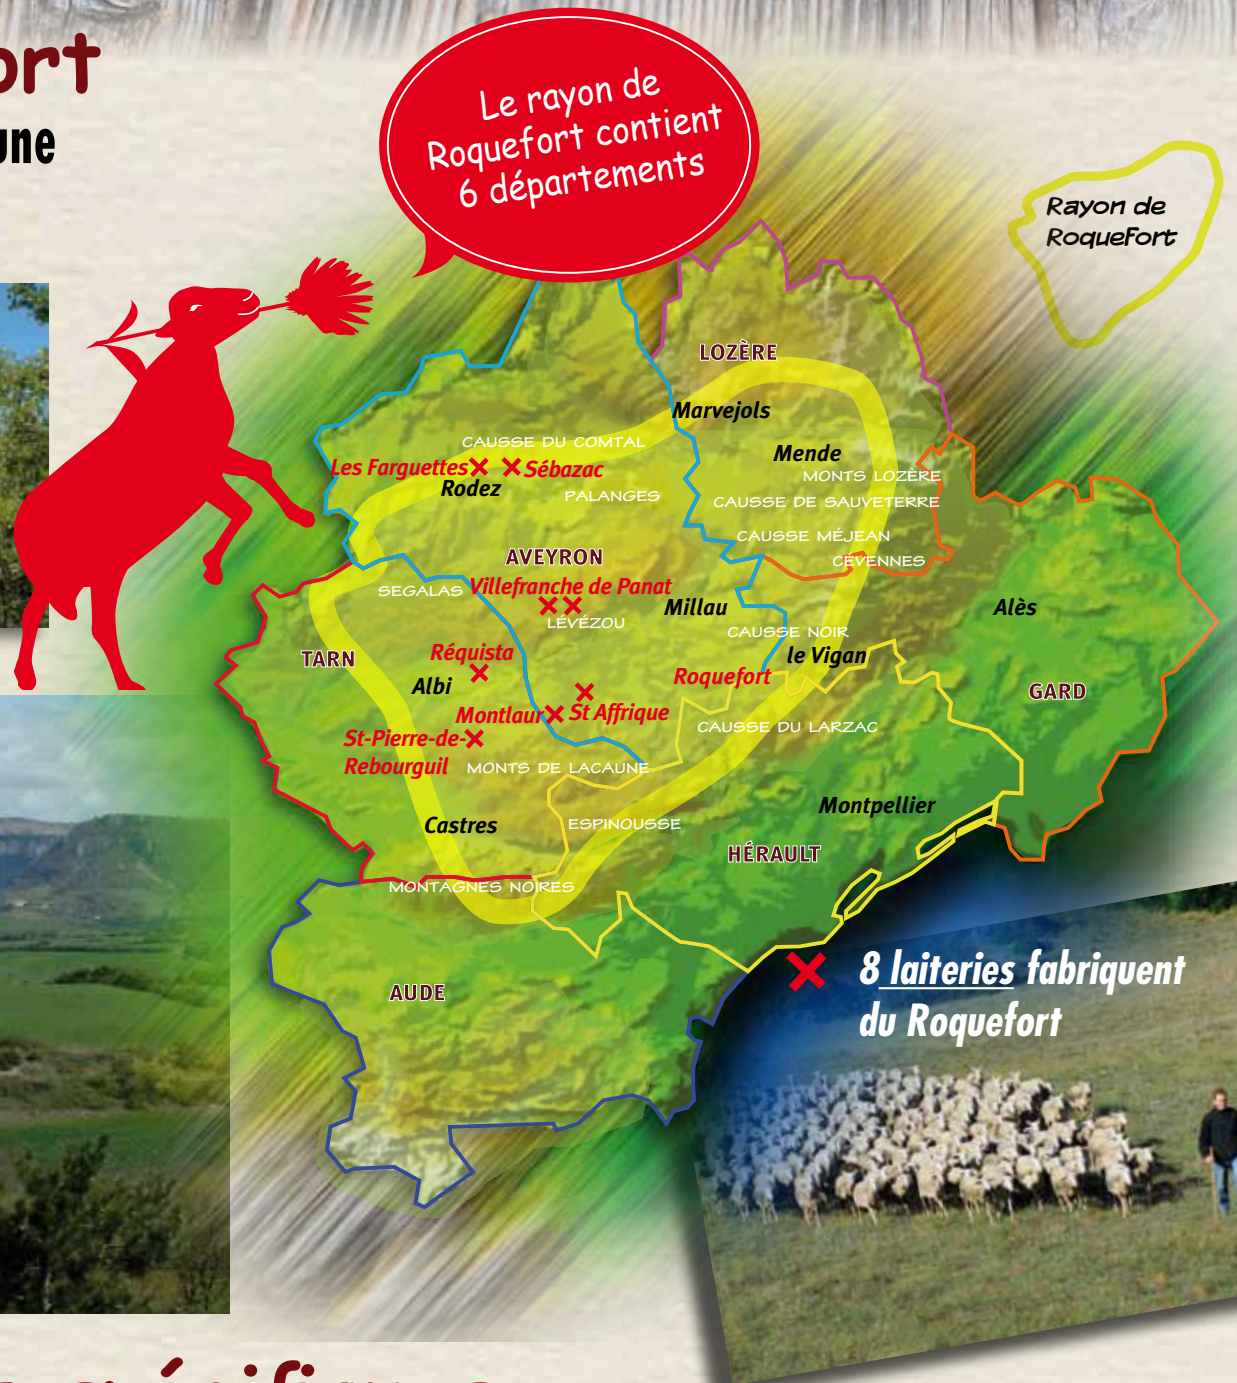 ort
une
Le rayon de
Roquefort contient
6 départements
Rayon de
Roquefort
LOZÈRE
Marvejols
CAUSSE DU COMTAL
Mende
Les Farguettes
Sébazac
MONTS LOZÈRE
Rodez
PALANGES
CAUSSE DE SAUVETERRE
CAUSSE MÉJEAN
AVEYRON
CÉVENNES
SEGALAS
Villefranche de Panat
Millau
Alès
LÉVÉZOU
CAUSSE NOIR
TARN
Réquista
le Vigan
Albi
Roquefort
GARD
Montlaur
St Affrique
CAUSSE DU LARZAC
St-Pierre-de-
Rebourguil
MONTS DE LACAUNE
Montpellier
Castres
ESPINOUSSE
HÉRAULT
MONTAGNES NOIRES
AUDE
8 laiteries fabriquent
du Roquefort